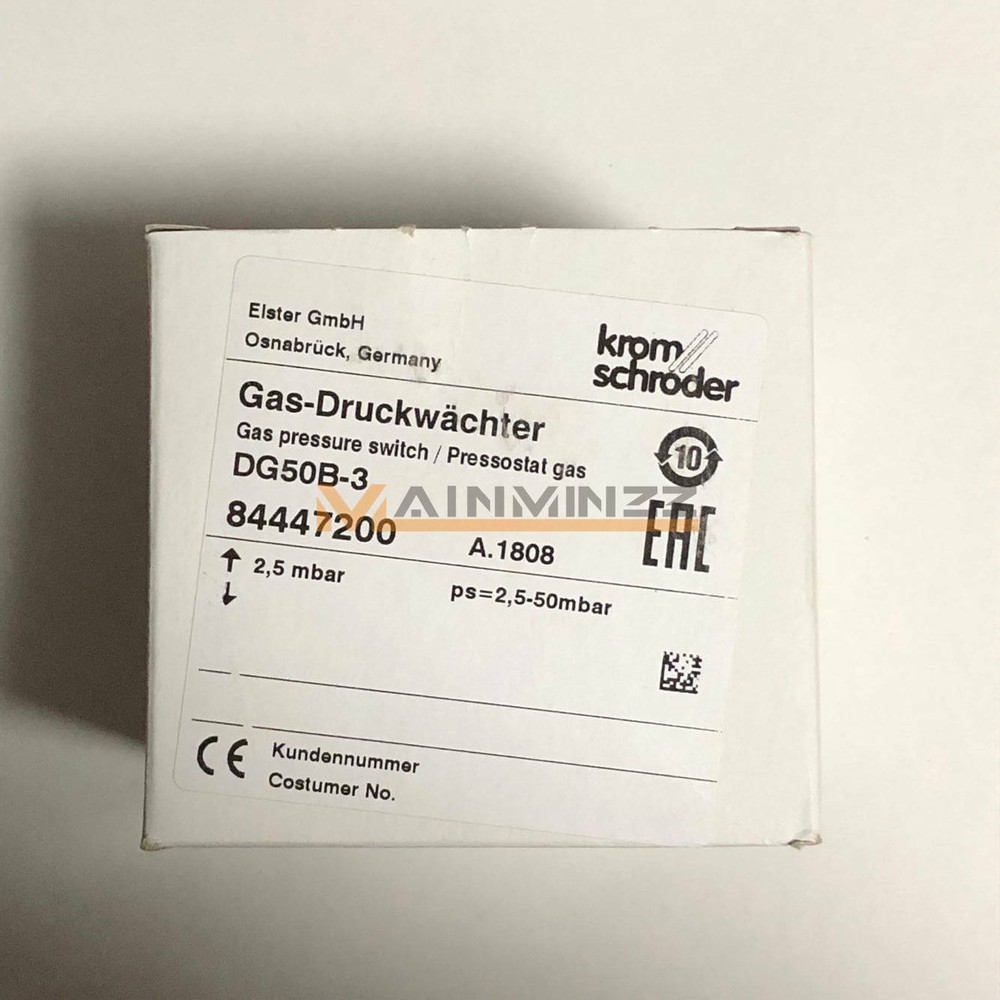 Elster GmbH
Osnabrück, Germany
krom
schroder
Gas-Druckwächter
Gas pressure switch / Pressostat gas
10
DG50B-3
MAINMINZZ
84447200
A.1808
EAC
2,5 mbar
ps=2,5-50mbar
CE
Kundennummer
Costumer No.